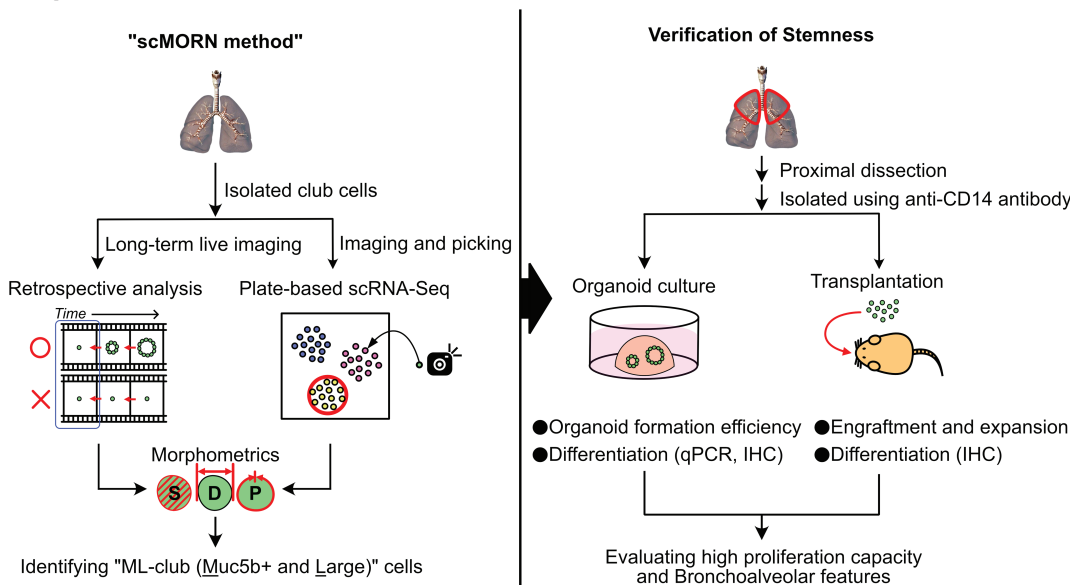 "scMORN method"
Isolated club cells
Long-term live imaging
Imaging and picking
Retrospective analysis
Plate-based scRNA-Seq
Time
Morphometrics
S D P
Identifying "ML-club (Muc5b+ and Large)" cells
Verification of Stemness
Proximal dissection
Isolated using anti-CD14 antibody
Organoid culture
Transplantation
●Organoid formation efficiency
●Differentiation (qPCR, IHC)
●Engraftment and expansion
●Differentiation (IHC)
Evaluating high proliferation capacity
and Bronchoalveolar features